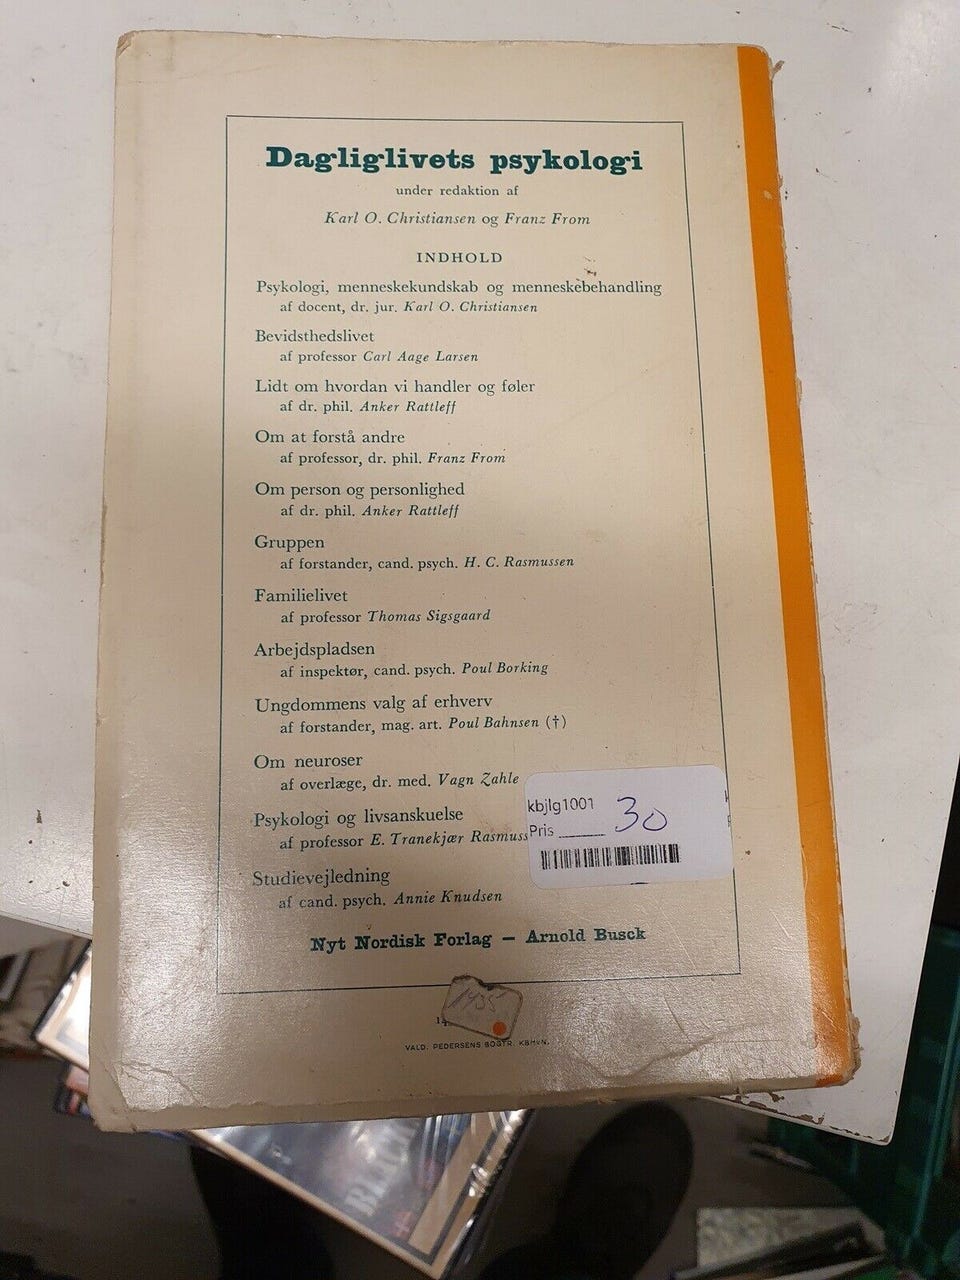 Dagliglivets psykologi
under redaktion af
Karl O. Christiansen og Franz From
INDHOLD
Psykologi, menneskekundskab og menneskebehandling
af docent, dr. jur. Karl O. Christiansen
Bevidsthedslivet
af professor Carl Aage Larsen
Lidt om hvordan vi handler og føler
af dr. phil. Anker Rattleff
Om at forstå andre
af professor, dr. phil. Franz From
Om person og personlighed
af dr. phil. Anker Rattleff
Gruppen
af forstander, cand. psych. H. C. Rasmussen
Familielivet
af professor Thomas Sigsgaard
Arbejdspladsen
af inspektør, cand. psych. Poul Borking
Ungdommens valg af erhverv
af forstander, mag. art. Poul Bahnsen (†)
Om neuroser
af overlæge, dr. med. Vagn Zahle
Psykologi og livsanskuelse
af professor E. Tranekjær Rasmuss
Studievejledning
af cand. psych. Annie Knudsen
kbjlg1001
Pris 30
Nyt Nordisk Forlag – Arnold Busck
VALD. PEDERSENS BOGTR. KBHVN.